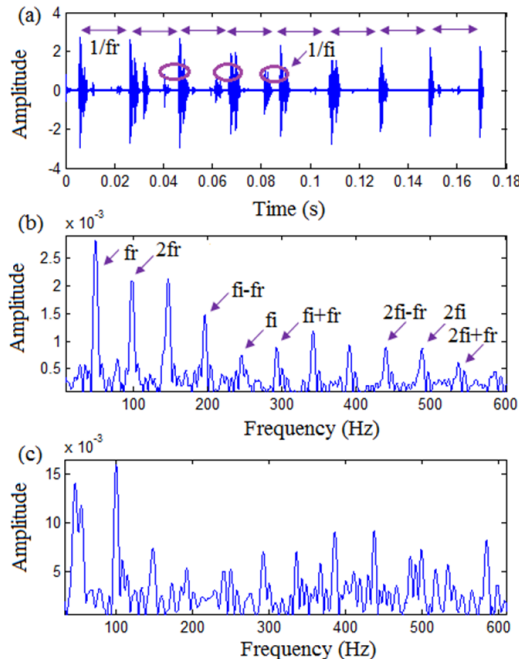 (a)
4
2
0
-2
-4
Amplitude
1/fr
1/fi
0 0.02 0.04 0.06 0.08 0.1 0.12 0.14 0.16 0.18
Time (s)
(b)
x 10⁻³
2.5
2
1.5
1
0.5
Amplitude
fr
2fr
fi-fr
fi
fi+fr
2fi-fr
2fi
2fi+fr
100 200 300 400 500 600
Frequency (Hz)
(c)
x 10⁻³
15
10
5
Amplitude
100 200 300 400 500 600
Frequency (Hz)